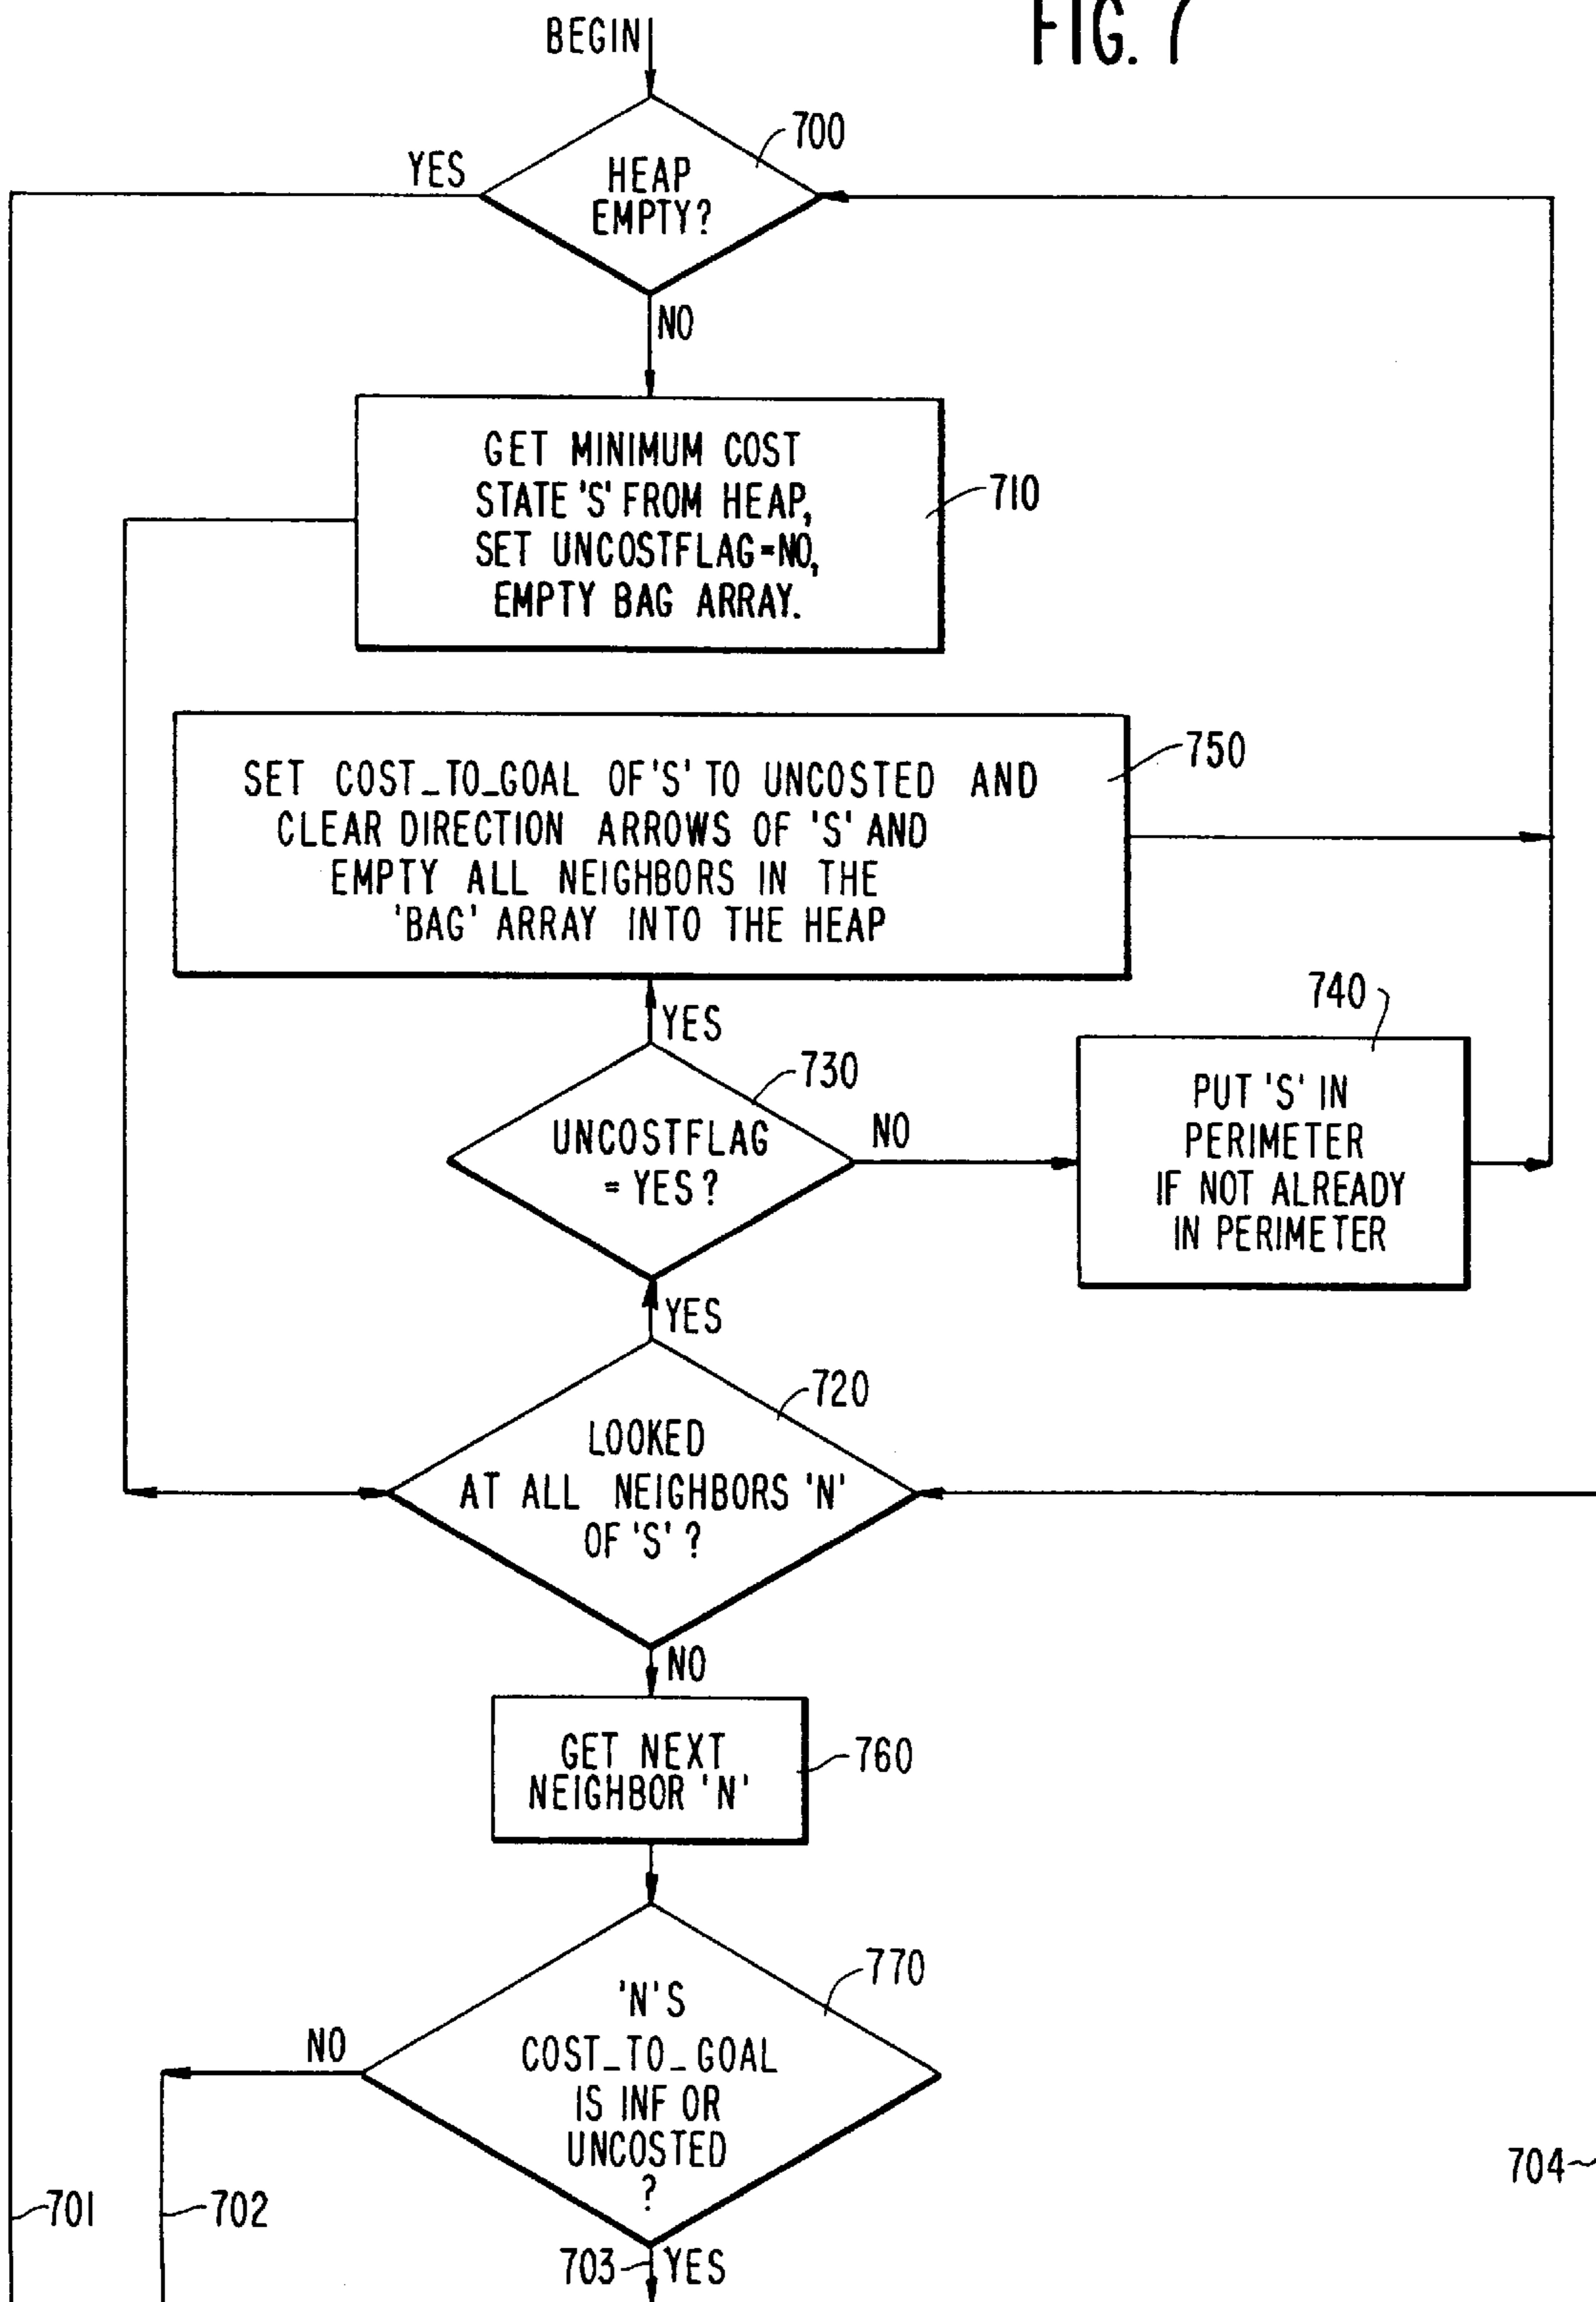 FIG. 7
BEGIN
700
YES
HEAP
EMPTY?
NO
GET MINIMUM COST
STATE 'S' FROM HEAP,
SET UNCOSTFLAG=NO,
EMPTY BAG ARRAY.
710
750
SET COST_TO_GOAL OF 'S' TO UNCOSTED AND
CLEAR DIRECTION ARROWS OF 'S' AND
EMPTY ALL NEIGHBORS IN THE
'BAG' ARRAY INTO THE HEAP
740
YES
730
UNCOSTFLAG
= YES?
NO
PUT 'S' IN
PERIMETER
IF NOT ALREADY
IN PERIMETER
YES
720
LOOKED
AT ALL NEIGHBORS 'N'
OF 'S' ?
NO
GET NEXT
NEIGHBOR 'N'
760
770
'N'S
COST_TO_GOAL
IS INF OR
UNCOSTED
?
NO
704
701
702
703
YES